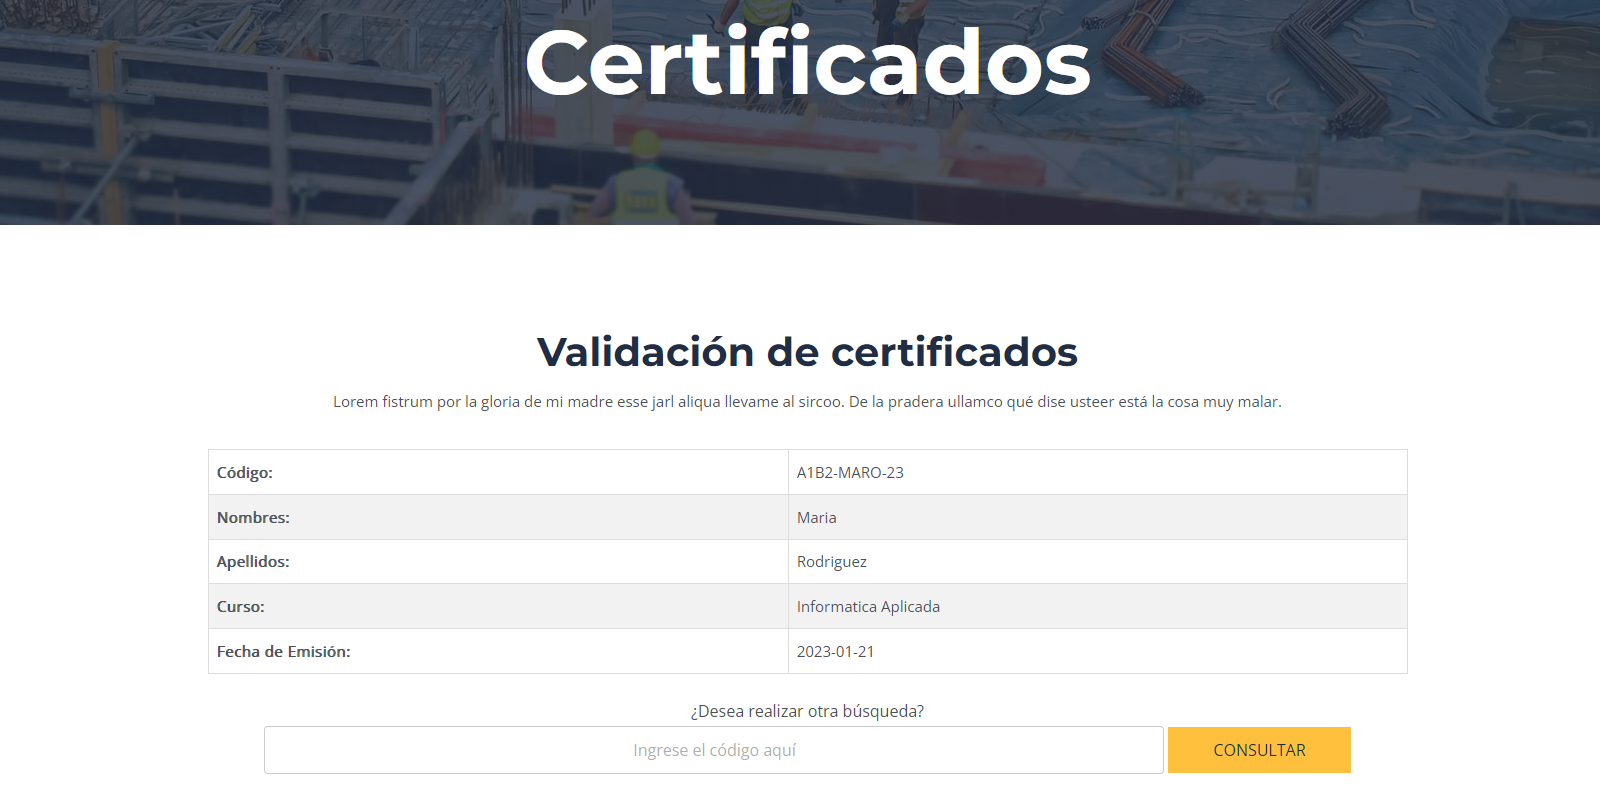 Certificados
Validación de certificados
Lorem fistrum por la gloria de mi madre esse jarl aliqua llevame al sircoo. De la pradera ullamco qué dise usteer está la cosa muy malar.
Código: A1B2-MARO-23
Nombres: Maria
Apellidos: Rodriguez
Curso: Informatica Aplicada
Fecha de Emisión: 2023-01-21
¿Desea realizar otra búsqueda?
Ingrese el código aquí CONSULTAR